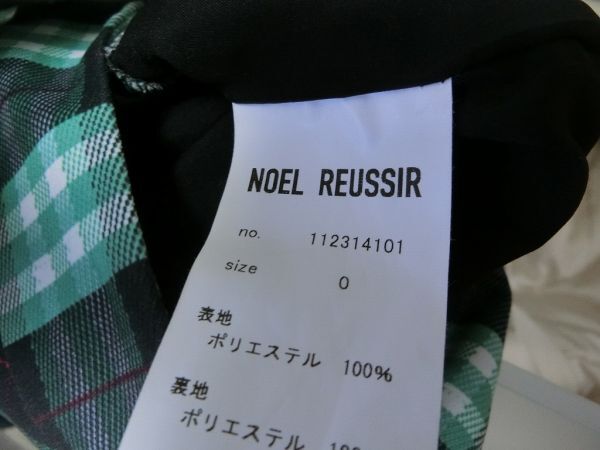 NOEL REUSSIR
no. 112314101
size 0
表地
ポリエステル 100%
裏地
ポリエステル